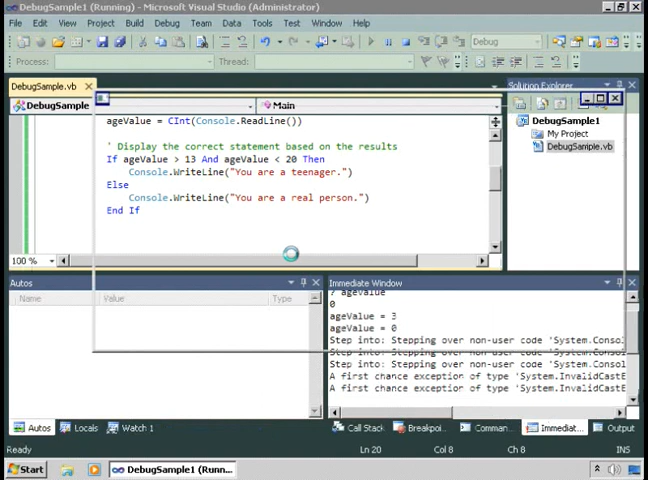 DebugSample1 (Running) - Microsoft Visual Studio (Administrator)
File Edit View Project Build Debug Team Data Tools Test Window Help
Debug
Process: Thread:
DebugSample.vb
Solution Explorer
DebugSample Main
ageValue = CInt(Console.ReadLine())
' Display the correct statement based on the results
If ageValue > 13 And ageValue < 20 Then
Console.WriteLine("You are a teenager.")
Else
Console.WriteLine("You are a real person.")
End If
DebugSample1
My Project
DebugSample.vb
100 %
Autos
Name Value Type
Immediate Window
? ageValue
0
ageValue = 3
ageValue = 0
Step into: Stepping over non-user code 'System.Conso
Step into: Stepping over non-user code 'System.Conso
Step into: Stepping over non-user code 'System.Conso
A first chance exception of type 'System.InvalidCastE
A first chance exception of type 'System.InvalidCastE
Autos Locals Watch 1
Call Stack Breakpoi... Comman... Immediat... Output
Ready Ln 20 Col 8 Ch 8 INS
Start DebugSample1 (Runn...